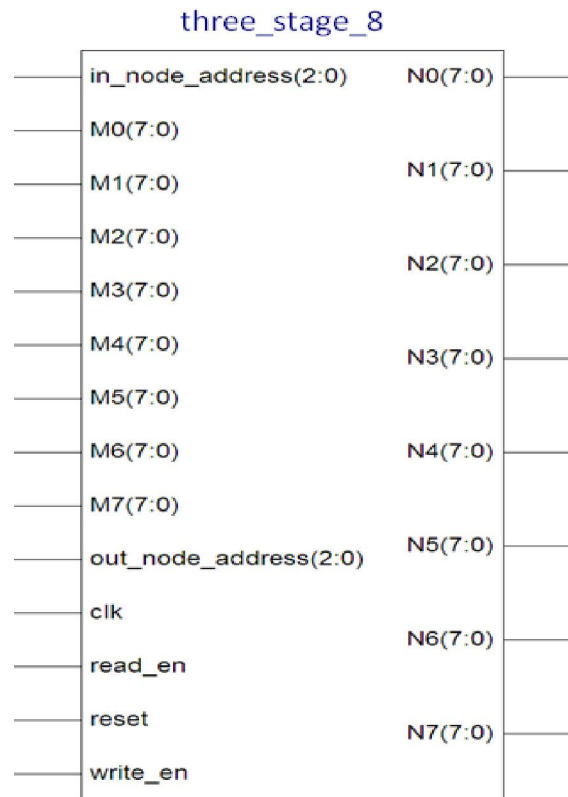 three_stage_8
in_node_address(2:0)
M0(7:0)
M1(7:0)
M2(7:0)
M3(7:0)
M4(7:0)
M5(7:0)
M6(7:0)
M7(7:0)
out_node_address(2:0)
clk
read_en
reset
write_en
N0(7:0)
N1(7:0)
N2(7:0)
N3(7:0)
N4(7:0)
N5(7:0)
N6(7:0)
N7(7:0)